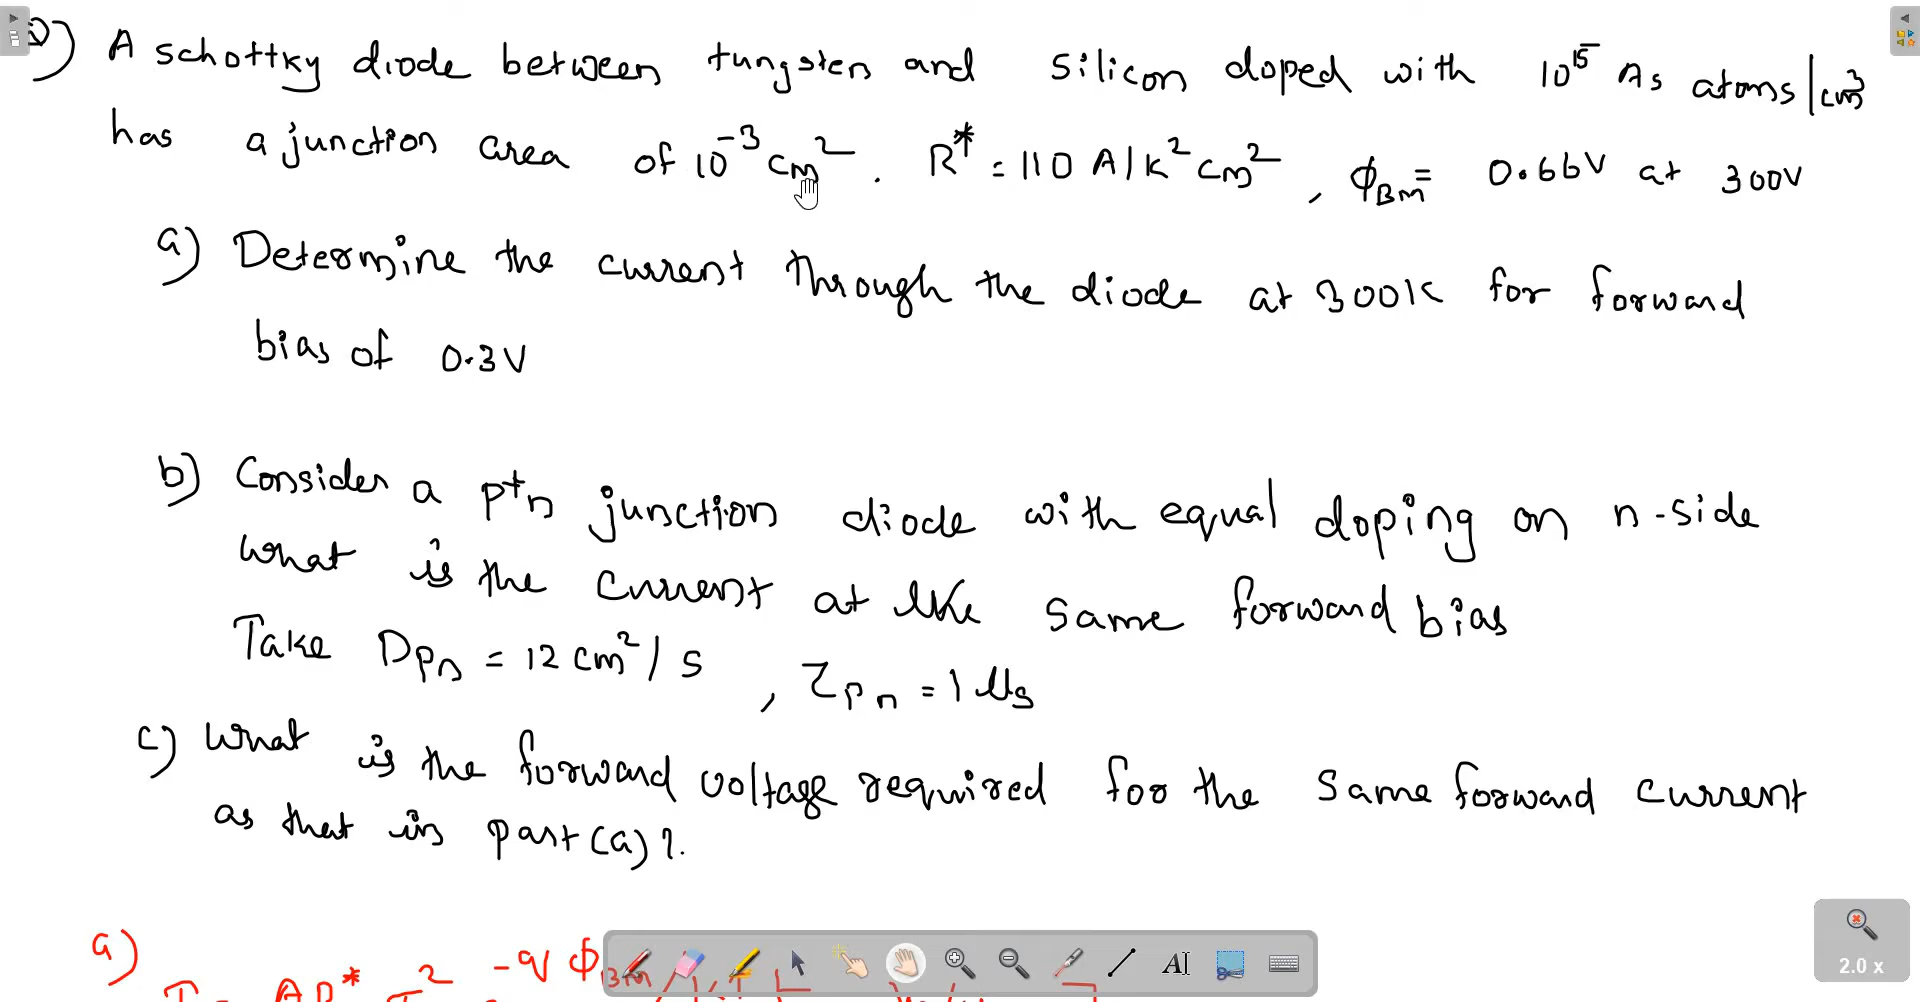 Q) A schottky diode between tungsten and silicon doped with 10^15 As atoms/cm^3
has a junction area of 10^-3 cm^2. R* = 110 A/K^2 cm^2, ϕBm = 0.66V at 300V
a) Determine the current through the diode at 300K for forward
bias of 0.3V
b) Consider a p+n junction diode with equal doping on n-side
what is the current at the same forward bias
Take Dpn = 12 cm^2/s, τpn = 1 μs
c) What is the forward voltage required for the same forward current
as that in part(a)?
a)
AR* T^2 -qϕBm
AI
2.0 x